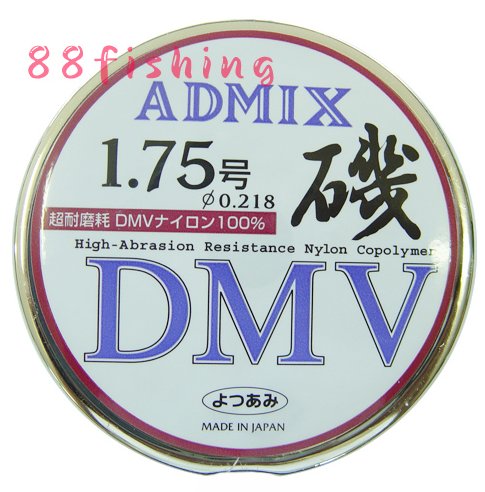 88fishing
ADMIX
1.75号
ø0.218
磯
超耐磨耗 DMVナイロン100%
High-Abrasion Resistance Nylon Copolymer
DMV
よつあみ
MADE IN JAPAN